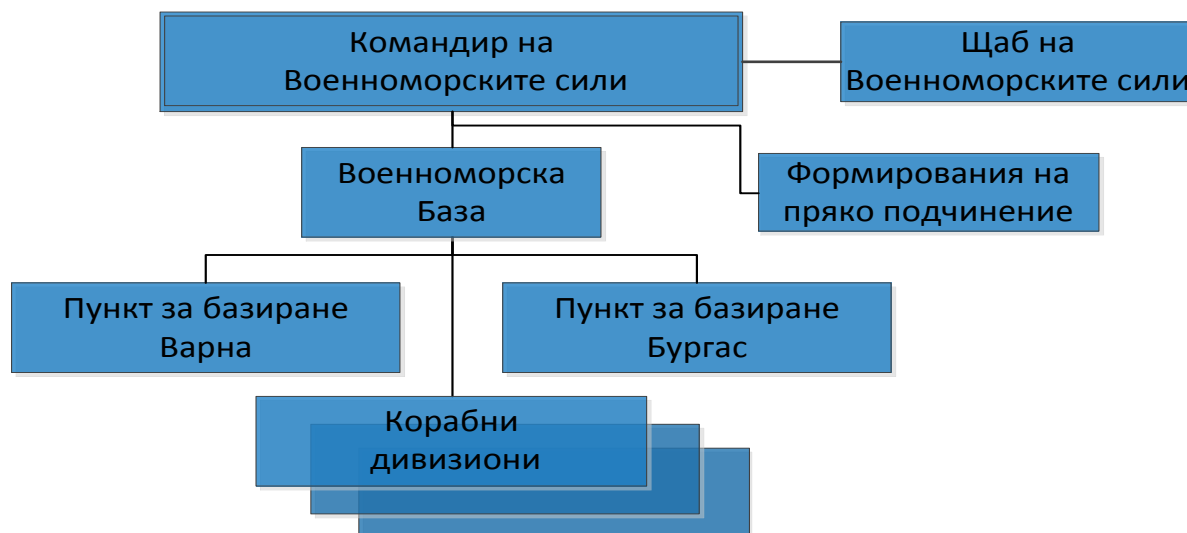 Командир на
Военноморските сили
Щаб на
Военноморските сили
Военноморска
База
Формирования на
пряко подчинение
Пункт за базиране
Варна
Пункт за базиране
Бургас
Корабни
дивизиони